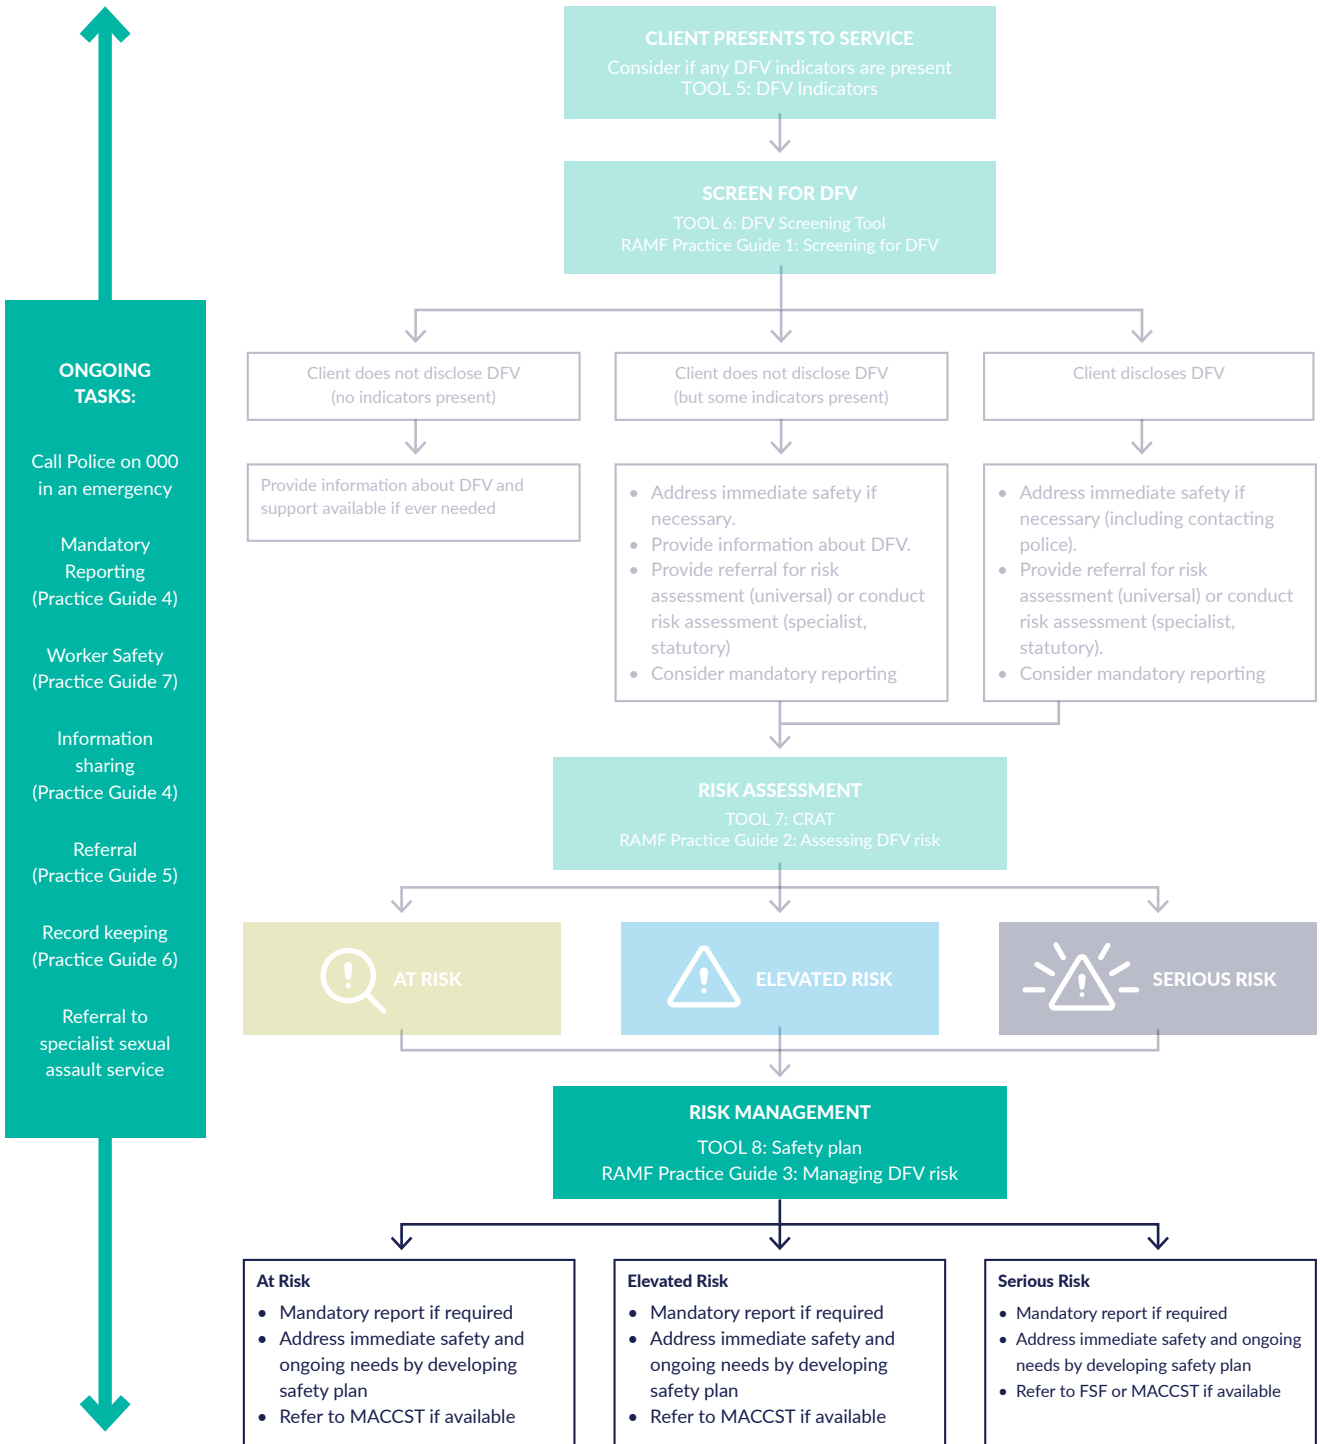 CLIENT PRESENTS TO SERVICE
Consider if any DFV indicators are present
TOOL 5: DFV Indicators
SCREEN FOR DFV
TOOL 6: DFV Screening Tool
RAMF Practice Guide 1: Screening for DFV
ONGOING
TASKS:
Call Police on 000
in an emergency
Mandatory
Reporting
(Practice Guide 4)
Worker Safety
(Practice Guide 7)
Information
sharing
(Practice Guide 4)
Referral
(Practice Guide 5)
Record keeping
(Practice Guide 6)
Referral to
specialist sexual
assault service
Client does not disclose DFV
(no indicators present)
Client does not disclose DFV
(but some indicators present)
Client discloses DFV
Provide information about DFV and
support available if ever needed
• Address immediate safety if
necessary.
• Provide information about DFV.
• Provide referral for risk
assessment (universal) or conduct
risk assessment (specialist,
statutory)
• Consider mandatory reporting
• Address immediate safety if
necessary (including contacting
police).
• Provide referral for risk
assessment (universal) or conduct
risk assessment (specialist,
statutory).
• Consider mandatory reporting
RISK ASSESSMENT
TOOL 7: CRAT
RAMF Practice Guide 2: Assessing DFV risk
AT RISK
ELEVATED RISK
SERIOUS RISK
RISK MANAGEMENT
TOOL 8: Safety plan
RAMF Practice Guide 3: Managing DFV risk
At Risk
• Mandatory report if required
• Address immediate safety and
ongoing needs by developing
safety plan
• Refer to MACCST if available
Elevated Risk
• Mandatory report if required
• Address immediate safety and
ongoing needs by developing
safety plan
• Refer to MACCST if available
Serious Risk
• Mandatory report if required
• Address immediate safety and ongoing
needs by developing safety plan
• Refer to FSF or MACCST if available